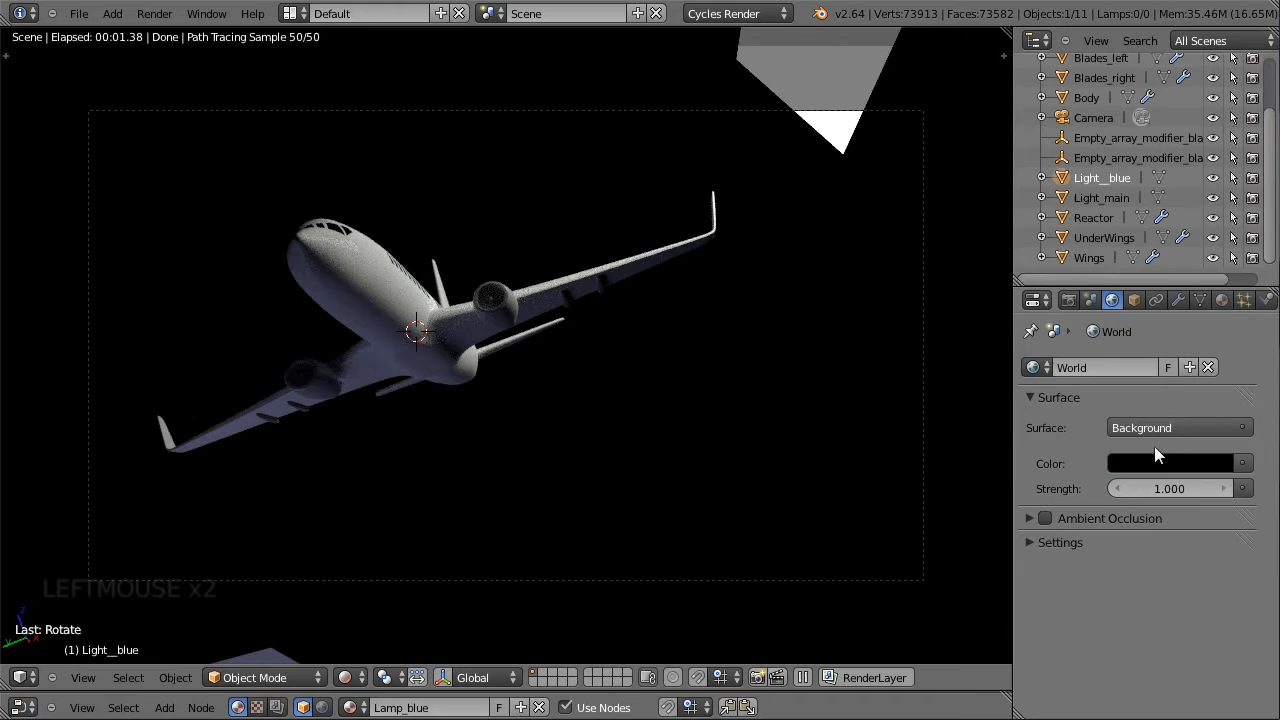 File Add Render Window Help Default Scene Cycles Render v2.64 | Verts:73913 | Faces:73582 | Objects:1/11 | Lamps:0/0 | Mem:35.46M (16.65M)
Scene | Elapsed: 00:01.38 | Done | Path Tracing Sample 50/50
View Search All Scenes
Blades_left
Blades_right
Body
Camera
Empty_array_modifier_bla
Empty_array_modifier_bla
Light__blue
Light_main
Reactor
UnderWings
Wings
World
World F
Surface
Surface: Background
Color:
Strength: 1.000
Ambient Occlusion
Settings
LEFTMOUSE x2
z
y x
Last: Rotate
(1) Light__blue
View Select Object Object Mode Global RenderLayer
View Select Add Node Lamp_blue F Use Nodes